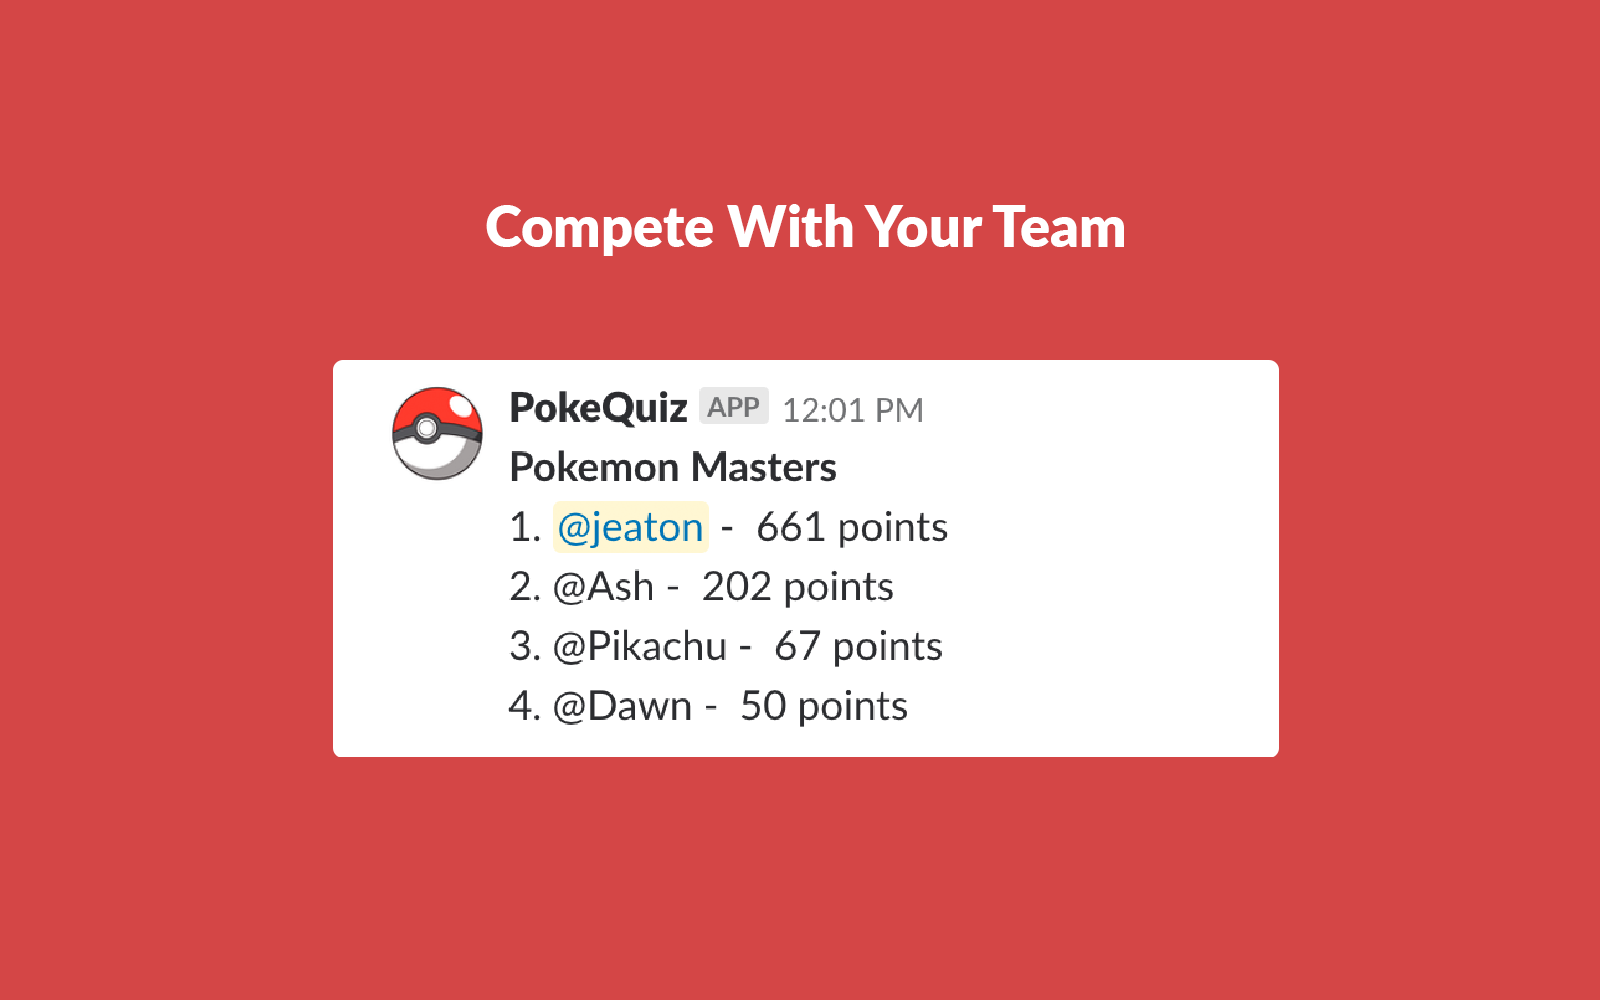 Compete With Your Team
PokeQuiz APP 12:01 PM
Pokemon Masters
1. @jeaton - 661 points
2. @Ash - 202 points
3. @Pikachu - 67 points
4. @Dawn - 50 points